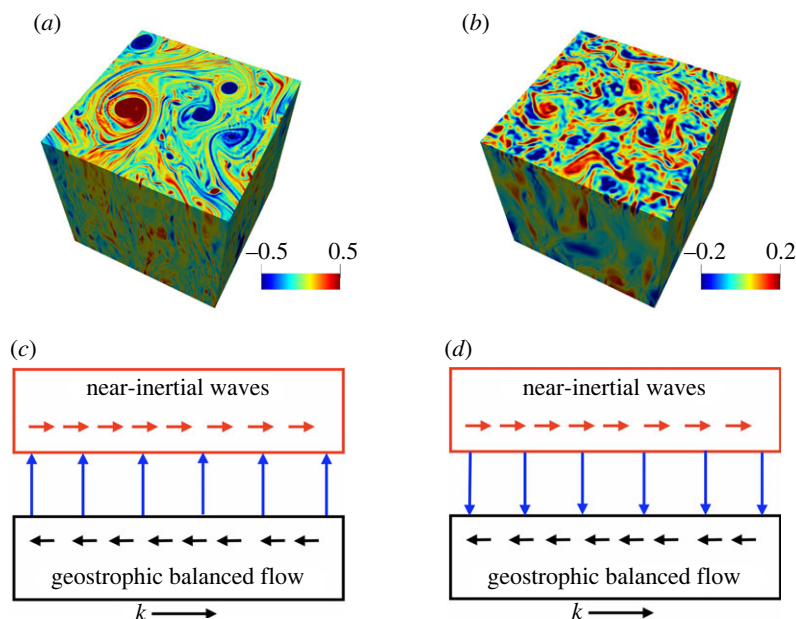 (a) (b)
–0.5 0.5 –0.2 0.2
(c) (d)
near-inertial waves near-inertial waves
geostrophic balanced flow geostrophic balanced flow
k k